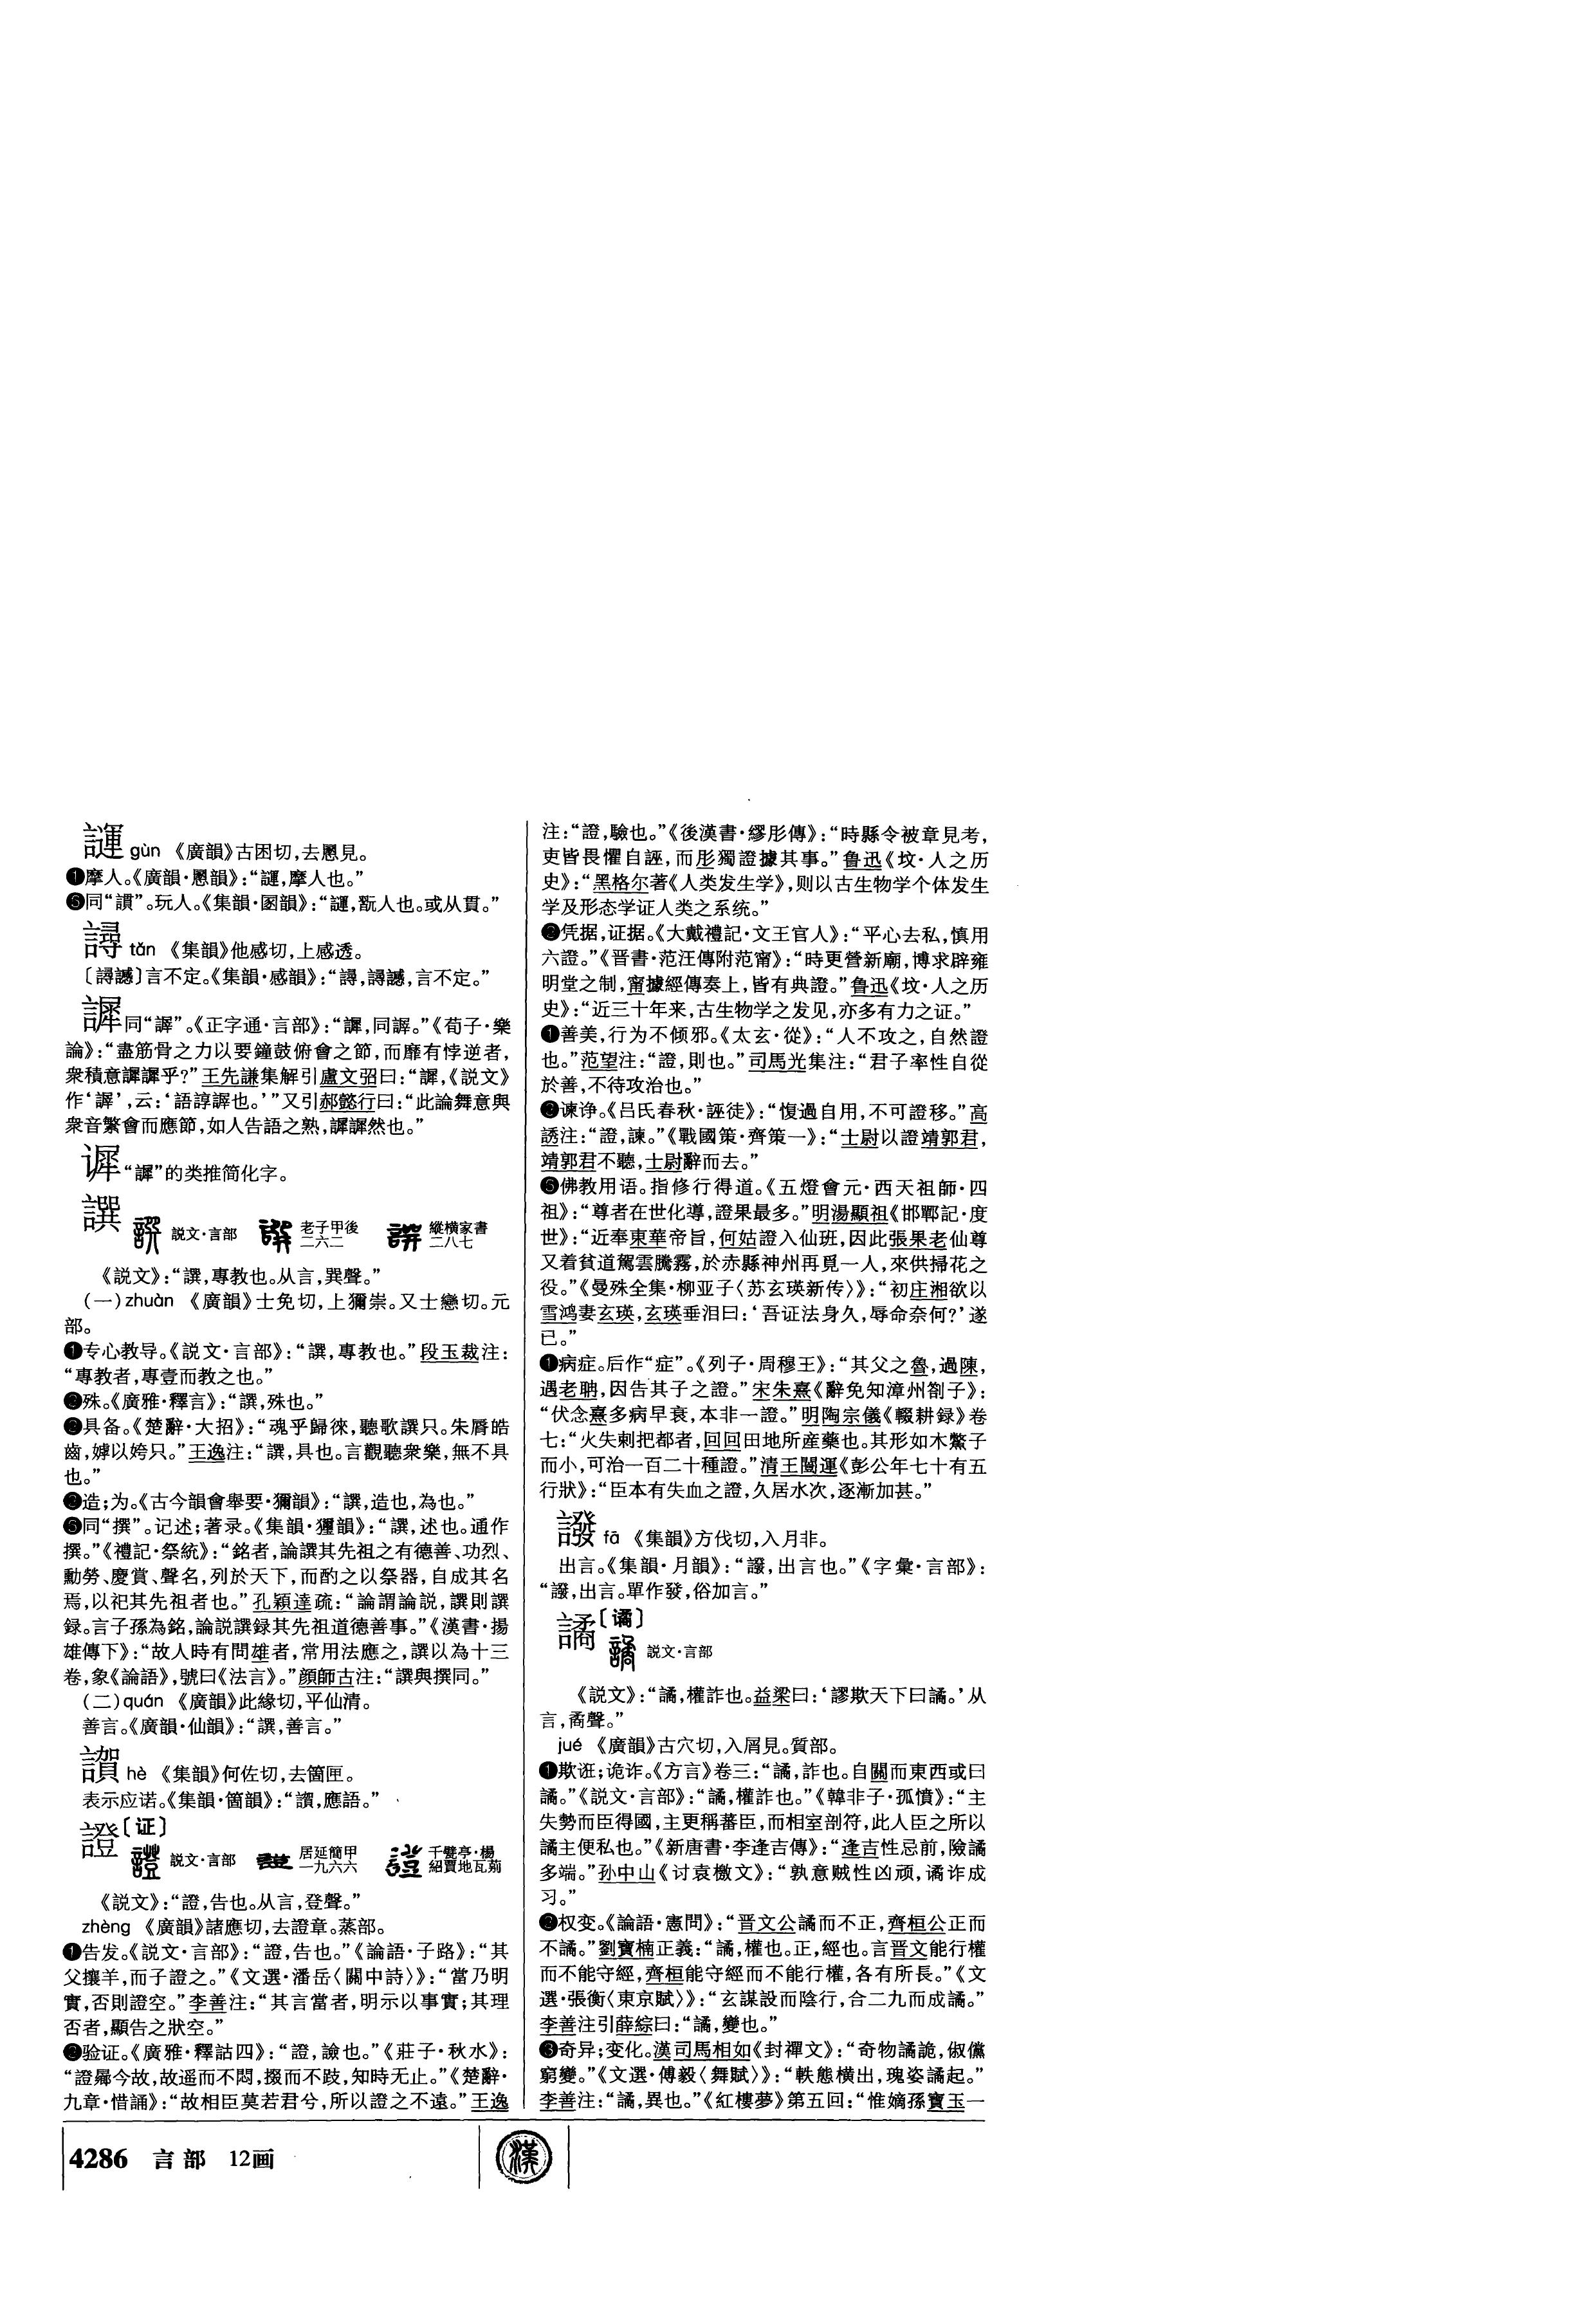 gùn 《廣韻》古困切，去慁見。
❶摩人。《廣韻·慁韻》：“諢，摩人也。”
❻同“謴”。玩人。《集韻·圂韻》：“，翫人也。或从貫。”
譐 tǎn 《集韻》他感切，上感透。
〔憾〕言不定。《集韻·感韻》：“，言不定。”
同“謘”。《正字通·言部》：“，同。”《荀子·樂
論》：“盡筋骨之力以要鐘鼓俯會之節，而靡有悖逆者，
衆積意謘謘乎？”王先謙集解引盧文弨曰：“，《説文》
作‘謘’，云：‘語諄謘也。’”又引郝懿行曰：“此論舞意與
衆音繁會而應節，如人告語之熟，謘謘然也。”
“”的类推简化字。
譔 説文·言部 老子甲後二六二 縱橫家書二八七
《説文》：“譔，專教也。从言，巽聲。”
（一）zhuàn 《廣韻》士免切，上獮崇。又士戀切。元
部。
❶专心教导。《説文·言部》：“譔，專教也。”段玉裁注：
“專教者，專壹而教之也。”
❷殊。《廣雅·釋言》：“譔，殊也。”
❷具备。《楚辭·大招》：“魂乎歸徠，聽歌譔只。朱脣皓
齒，嫭以姱只。”王逸注：“譔，具也。言觀聽衆樂，無不具
也。”
❷造；为。《古今韻會舉要·獮韻》：“譔，造也，為也。”
❺同“撰”。记述；著录。《集韻·𤣗韻》：“譔，述也。通作
撰。”《禮記·祭統》：“銘者，論譔其先祖之有德善、功烈、
勳勞、慶賞、聲名，列於天下，而酌之以祭器，自成其名
焉，以祀其先祖者也。”孔穎達疏：“論謂論説，譔則譔
録。言子孫為銘，論説譔録其先祖道德善事。”《漢書·揚
雄傳下》：“故人時有問雄者，常用法應之，譔以為十三
卷，象《論語》，號曰《法言》。”顔師古注：“譔與撰同。”
（二）quán 《廣韻》此緣切，平仙清。
善言。《廣韻·仙韻》：“譔，善言。”
hè 《集韻》何佐切，去箇匣。
表示应诺。《集韻·箇韻》：“，應語。”
證〔证〕 説文·言部 居延簡甲一九六六 千甓亭·楊紹買地瓦莂
《説文》：“證，告也。从言，登聲。”
zhèng 《廣韻》諸應切，去證章。蒸部。
❶告发。《説文·言部》：“證，告也。”《論語·子路》：“其
父攘羊，而子證之。”《文選·潘岳〈關中詩〉》：“當乃明
實，否則證空。”李善注：“其言當者，明示以事實；其理
否者，顯告之狀空。”
❷验证。《廣雅·釋詁四》：“證，譣也。”《莊子·秋水》：
“證曏今故，故遥而不悶，掇而不跂，知時无止。”《楚辭·
九章·惜誦》：“故相臣莫若君兮，所以證之不遠。”王逸
注：“證，驗也。”《後漢書·繆肜傳》：“時縣令被章見考，
吏皆畏懼自誣，而肜獨證據其事。”鲁迅《坟·人之历
史》：“黑格尔著《人类发生学》，则以古生物学个体发生
学及形态学证人类之系统。”
❷凭据，证据。《大戴禮記·文王官人》：“平心去私，慎用
六證。”《晋書·范汪傳附范甯》：“時更營新廟，博求辟雍
明堂之制，甯據經傳奏上，皆有典證。”鲁迅《坟·人之历
史》：“近三十年来，古生物学之发见，亦多有力之证。”
❶善美，行为不倾邪。《太玄·從》：“人不攻之，自然證
也。”范望注：“證，則也。”司馬光集注：“君子率性自從
於善，不待攻治也。”
❸谏诤。《吕氏春秋·誣徒》：“愎過自用，不可證移。”高
誘注：“證，諫。”《戰國策·齊策一》：“士尉以證靖郭君，
靖郭君不聽，士尉辭而去。”
❻佛教用语。指修行得道。《五燈會元·西天祖師·四
祖》：“尊者在世化導，證果最多。”明湯顯祖《邯鄲記·度
世》：“近奉東華帝旨，何姑證入仙班，因此張果老仙尊
又着貧道駕雲騰霧，於赤縣神州再覓一人，來供掃花之
役。”《曼殊全集·柳亚子〈苏玄瑛新传〉》：“初庄湘欲以
雪鸿妻玄瑛，玄瑛垂泪曰：‘吾证法身久，辱命奈何？’遂
已。”
❶病症。后作“症”。《列子·周穆王》：“其父之魯，過陳，
遇老聃，因告其子之證。”宋朱熹《辭免知漳州劄子》：
“伏念熹多病早衰，本非一證。”明陶宗儀《輟耕録》卷
七：“火失剌把都者，回回田地所産藥也。其形如木鱉子
而小，可治一百二十種證。”清王闓運《彭公年七十有五
行狀》：“臣本有失血之證，久居水次，逐漸加甚。”
fā 《集韻》方伐切，入月非。
出言。《集韻·月韻》：“，出言也。”《字彙·言部》：
“，出言。單作發，俗加言。”
譎〔谲〕 説文·言部
《説文》：“譎，權詐也。益梁曰：‘謬欺天下曰譎。’从
言，矞聲。”
jué 《廣韻》古穴切，入屑見。質部。
❶欺诳；诡诈。《方言》卷三：“譎，詐也。自關而東西或曰
譎。”《説文·言部》：“譎，權詐也。”《韓非子·孤憤》：“主
失勢而臣得國，主更稱蕃臣，而相室剖符，此人臣之所以
譎主便私也。”《新唐書·李逢吉傳》：“逢吉性忌前，險譎
多端。”孙中山《讨袁檄文》：“孰意贼性凶顽，谲诈成
习。”
❷权变。《論語·憲問》：“晋文公譎而不正，齊桓公正而
不譎。”劉寶楠正義：“譎，權也。正，經也。言晋文能行權
而不能守經，齊桓能守經而不能行權，各有所長。”《文
選·張衡〈東京賦〉》：“玄謀設而陰行，合二九而成譎。”
李善注引薛綜曰：“譎，變也。”
❸奇异；变化。漢司馬相如《封禪文》：“奇物譎詭，俶儻
窮變。”《文選·傅毅〈舞賦〉》：“軼態横出，瑰姿譎起。”
李善注：“譎，異也。”《紅樓夢》第五回：“惟嫡孫寶玉一
4286 言部 12画
漢